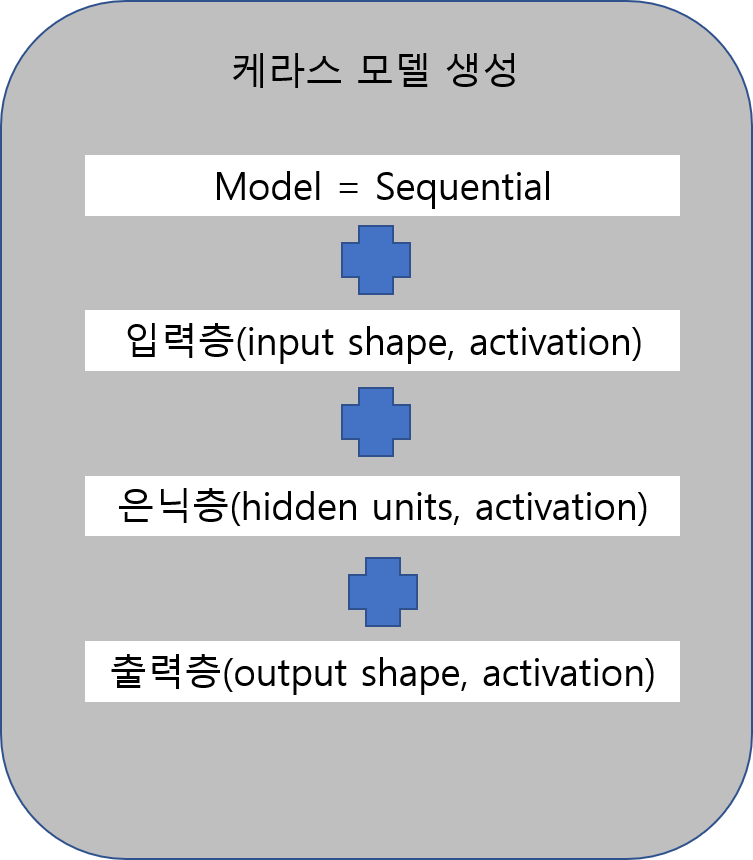 케라스 모델 생성
Model = Sequential
입력층(input shape, activation)
은닉층(hidden units, activation)
출력층(output shape, activation)